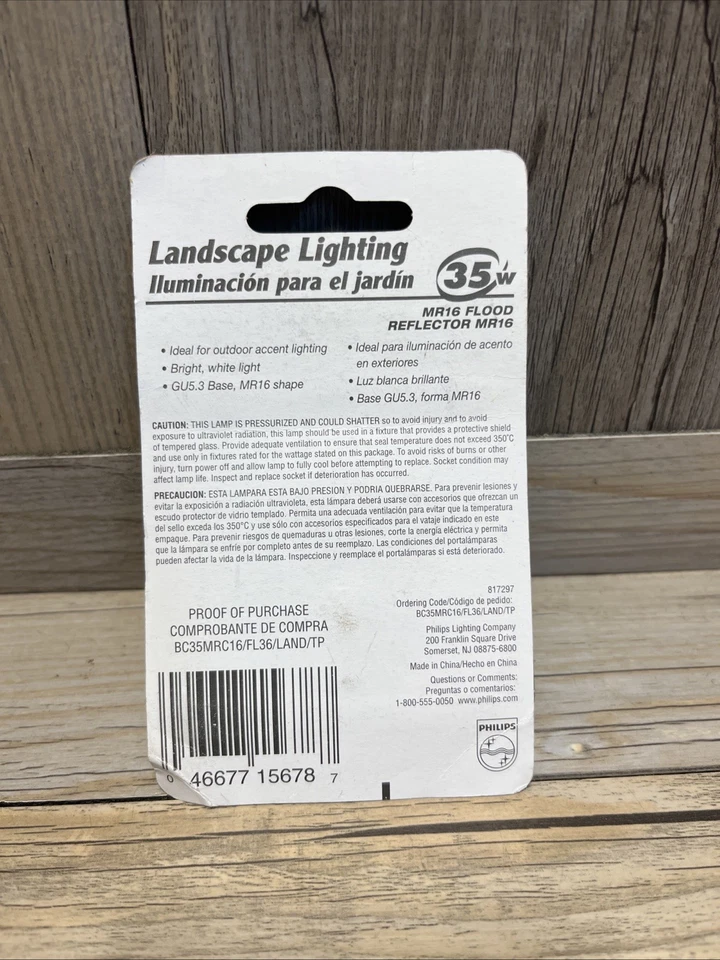 Landscape Lighting
Iluminación para el jardín
35W
MR16 FLOOD
REFLECTOR MR16
• Ideal for outdoor accent lighting
• Bright, white light
• GU5.3 Base, MR16 shape
• Ideal para iluminación de acento
en exteriores
• Luz blanca brillante
• Base GU5.3, forma MR16
CAUTION: THIS LAMP IS PRESSURIZED AND COULD SHATTER so to avoid injury and to avoid
exposure to ultraviolet radiation, this lamp should be used in a fixture that provides a protective shield
of tempered glass. Provide adequate ventilation to ensure that seal temperature does not exceed 350°C
and use only in fixtures rated for the wattage stated on this package. To avoid risks of burns or other
injury, turn power off and allow lamp to fully cool before attempting to replace. Socket condition may
affect lamp life. Inspect and replace socket if deterioration has occurred.
PRECAUCION: ESTA LAMPARA ESTA BAJO PRESION Y PODRIA QUEBRARSE. Para prevenir lesiones y
evitar la exposición a radiación ultravioleta, esta lámpara deberá usarse con accesorios que ofrezcan un
escudo protector de vidrio templado. Permita una adecuada ventilación para evitar que la temperatura
del sello exceda los 350°C y use sólo con accesorios especificados para el vataje indicado en este
empaque. Para prevenir riesgos de quemaduras u otras lesiones, corte la energía eléctrica y permita
que la lámpara se enfríe por completo antes de su reemplazo. Las condiciones del portalámparas
pueden afectar la vida de la lámpara. Inspeccione y reemplace el portalámparas si está deteriorado.
PROOF OF PURCHASE
COMPROBANTE DE COMPRA
BC35MRC16/FL36/LAND/TP
0 46677 15678 7
817297
Ordering Code/Código de pedido:
BC35MRC16/FL36/LAND/TP
Philips Lighting Company
200 Franklin Square Drive
Somerset, NJ 08875-6800
Made in China/Hecho en China
Questions or Comments:
Preguntas o comentarios:
1-800-555-0050 www.philips.com
PHILIPS